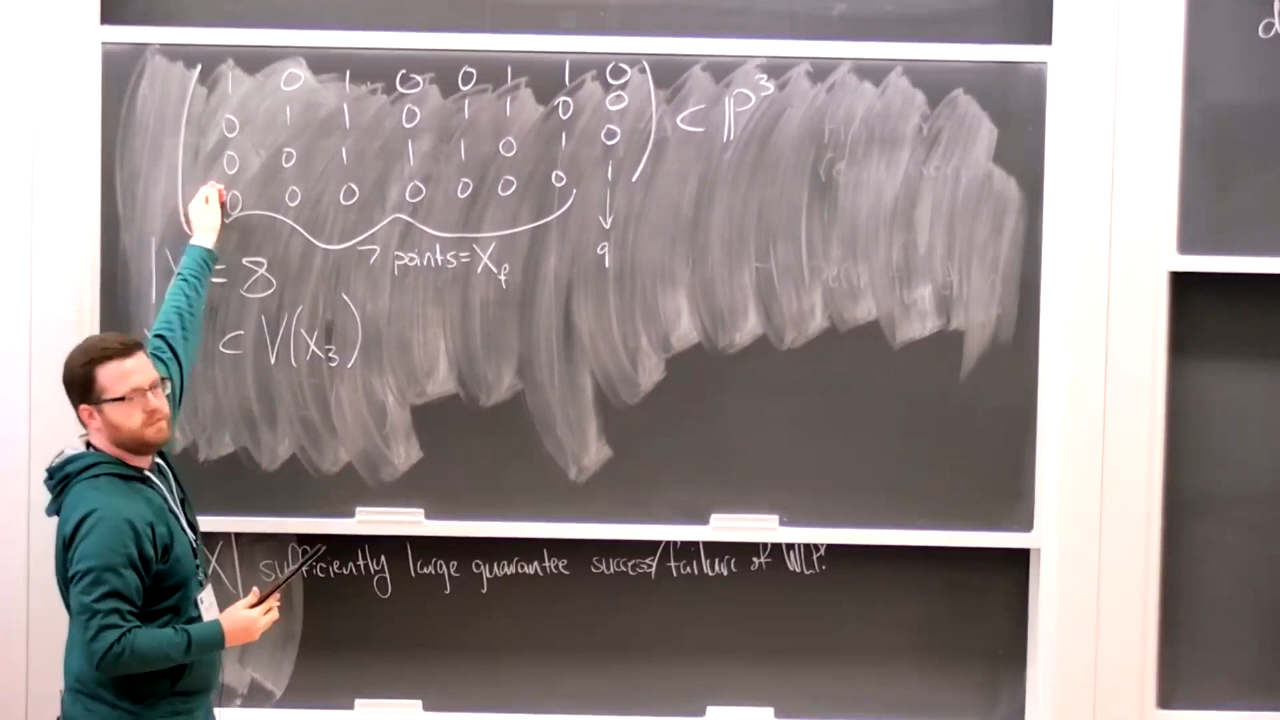 1 0 1 0 0 1 1 0
0 1 1 0 1 1 0 0
0 0 1 1 1 0 1 0
0 0 0 0 0 0 0 1
⊂ ℙ³
7 points = X_p
q
= 8
⊂ V(x₃)
X| sufficiently large guarantee success/failure of WLP?
d